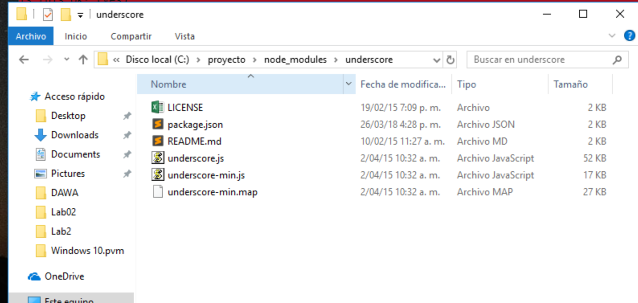 underscore
Archivo Inicio Compartir Vista
« Disco local (C:) › proyecto › node_modules › underscore Buscar en underscore
Nombre Fecha de modifica... Tipo Tamaño
Acceso rápido
LICENSE 19/02/15 7:09 p. m. Archivo 2 KB
Desktop
package.json 26/03/18 4:28 p. m. Archivo JSON 2 KB
Downloads
README.md 10/02/15 11:27 a. m. Archivo MD 2 KB
Documents
underscore.js 2/04/15 10:32 a. m. Archivo JavaScript 52 KB
Pictures
underscore-min.js 2/04/15 10:32 a. m. Archivo JavaScript 17 KB
DAWA
underscore-min.map 2/04/15 10:32 a. m. Archivo MAP 27 KB
Lab02
Lab2
Windows 10.pvm
OneDrive
Este equipo